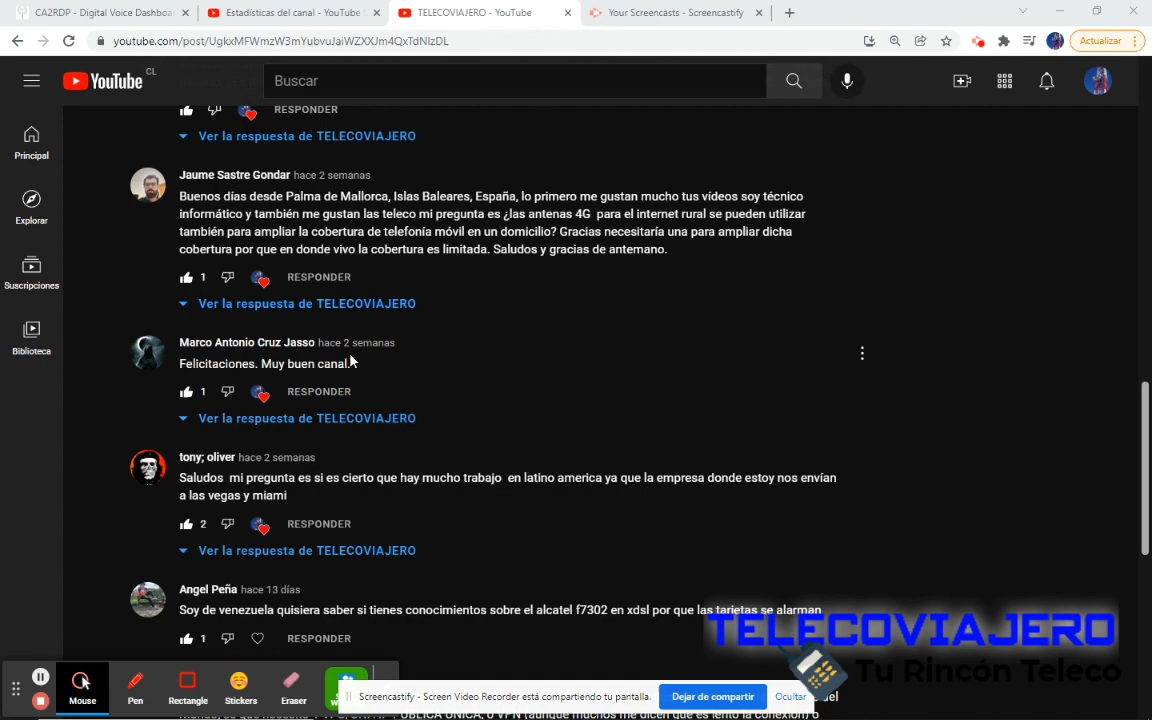 CA2RDP - Digital Voice Dashboa
Estadísticas del canal - YouTube
TELECOVIAJERO - YouTube
Your Screencasts - Screencastify
youtube.com/post/UgkxMFWmzW3mYubvuJaiWZXXJm4QxTdNIzDL
Actualizar
YouTube CL
Buscar
Principal
Explorar
Suscripciones
Biblioteca
RESPONDER
Ver la respuesta de TELECOVIAJERO
Jaume Sastre Gondar hace 2 semanas
Buenos días desde Palma de Mallorca, Islas Baleares, España, lo primero me gustan mucho tus vídeos soy técnico
informático y también me gustan las teleco mi pregunta es ¿las antenas 4G para el internet rural se pueden utilizar
también para ampliar la cobertura de telefonía móvil en un domicilio? Gracias necesitaría una para ampliar dicha
cobertura por que en donde vivo la cobertura es limitada. Saludos y gracias de antemano.
1 RESPONDER
Ver la respuesta de TELECOVIAJERO
Marco Antonio Cruz Jasso hace 2 semanas
Felicitaciones. Muy buen canal.
1 RESPONDER
Ver la respuesta de TELECOVIAJERO
tony; oliver hace 2 semanas
Saludos mi pregunta es si es cierto que hay mucho trabajo en latino america ya que la empresa donde estoy nos envían
a las vegas y miami
2 RESPONDER
Ver la respuesta de TELECOVIAJERO
Angel Peña hace 13 días
Soy de venezuela quisiera saber si tienes conocimientos sobre el alcatel f7302 en xdsl por que las tarjetas se alarman
1 RESPONDER
TELECOVIAJERO
Tu Rincón Teleco
Mouse
Pen
Rectangle
Stickers
Eraser
Screencastify - Screen Video Recorder está compartiendo tu pantalla.
Dejar de compartir
Ocultar
del